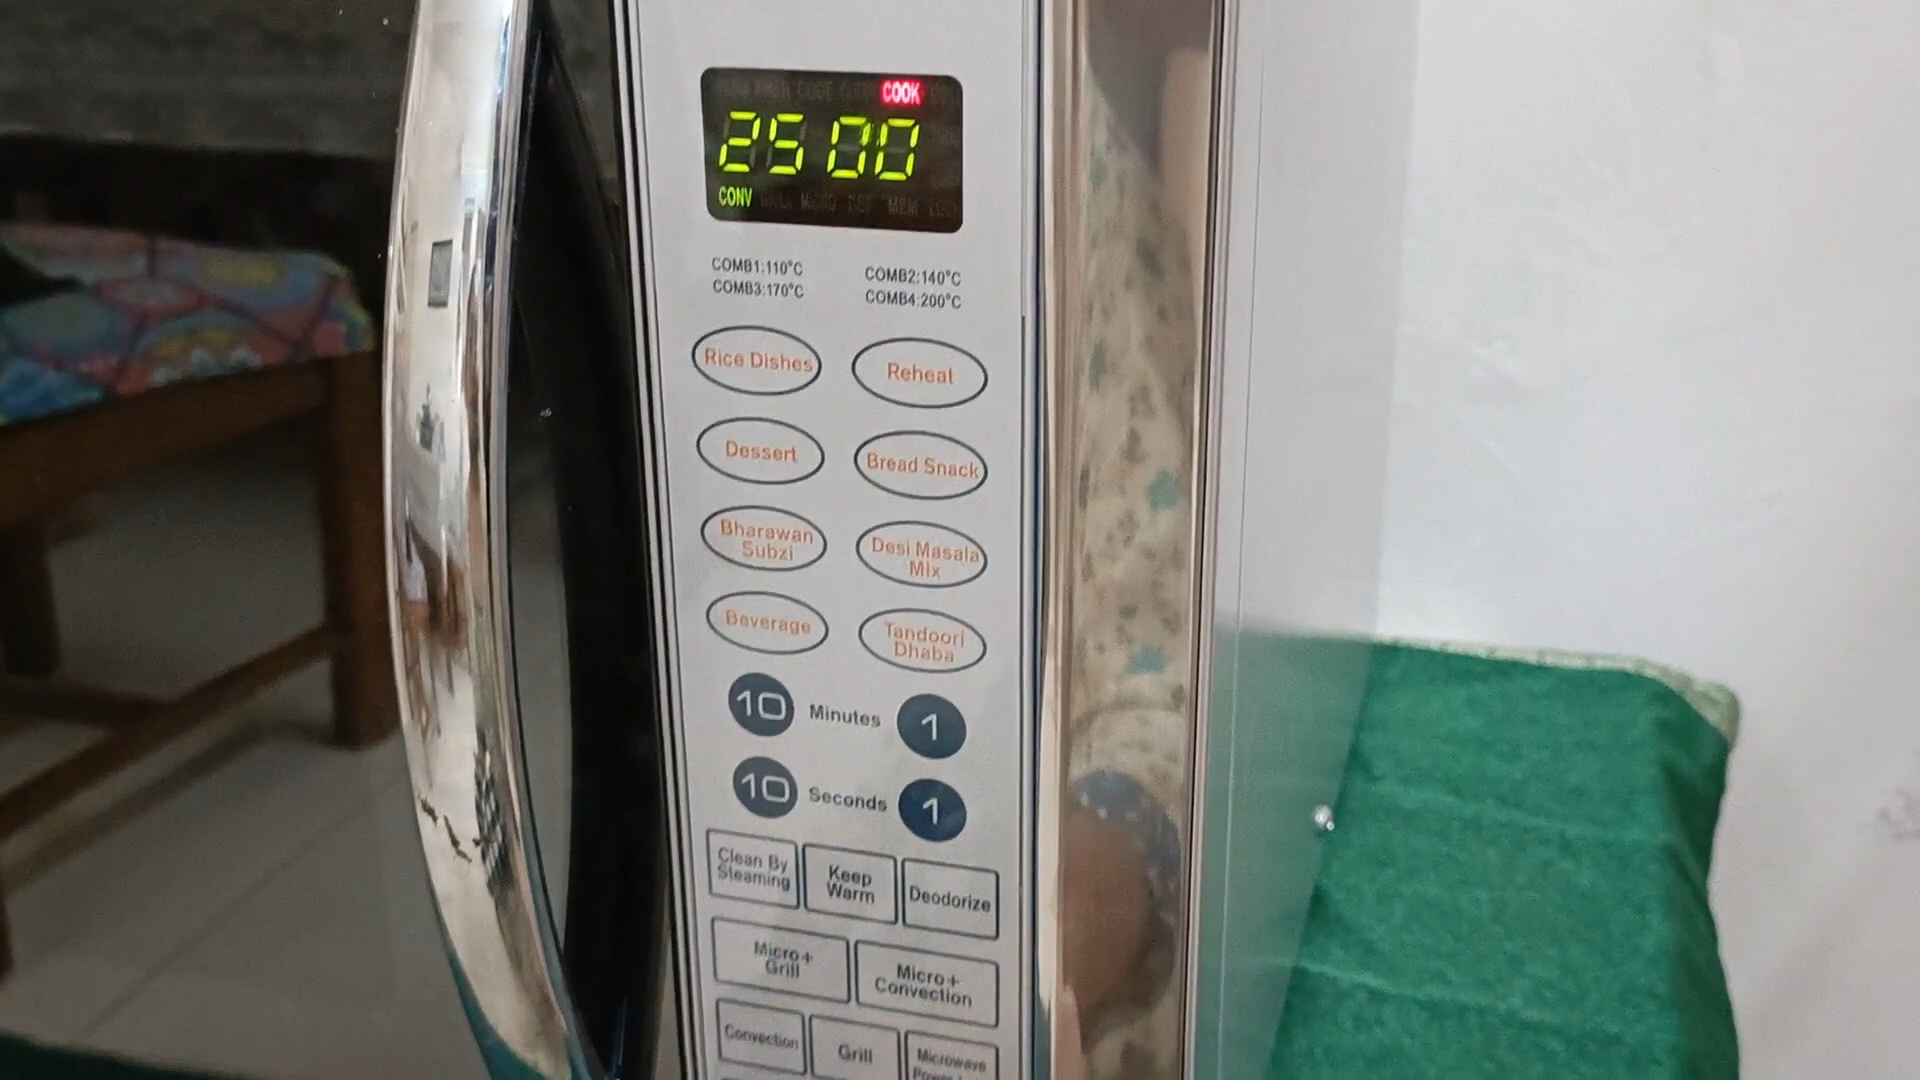 COOK
25 00
CONV
COMB1:110°C COMB2:140°C
COMB3:170°C COMB4:200°C
Rice Dishes
Reheat
Dessert
Bread Snack
Bharawan
Subzi
Desi Masala
Mix
Beverage
Tandoori
Dhaba
10 Minutes 1
10 Seconds 1
Clean By
Steaming
Keep
Warm
Deodorize
Micro+
Grill
Micro+
Convection
Convection
Grill
Microwave
Power